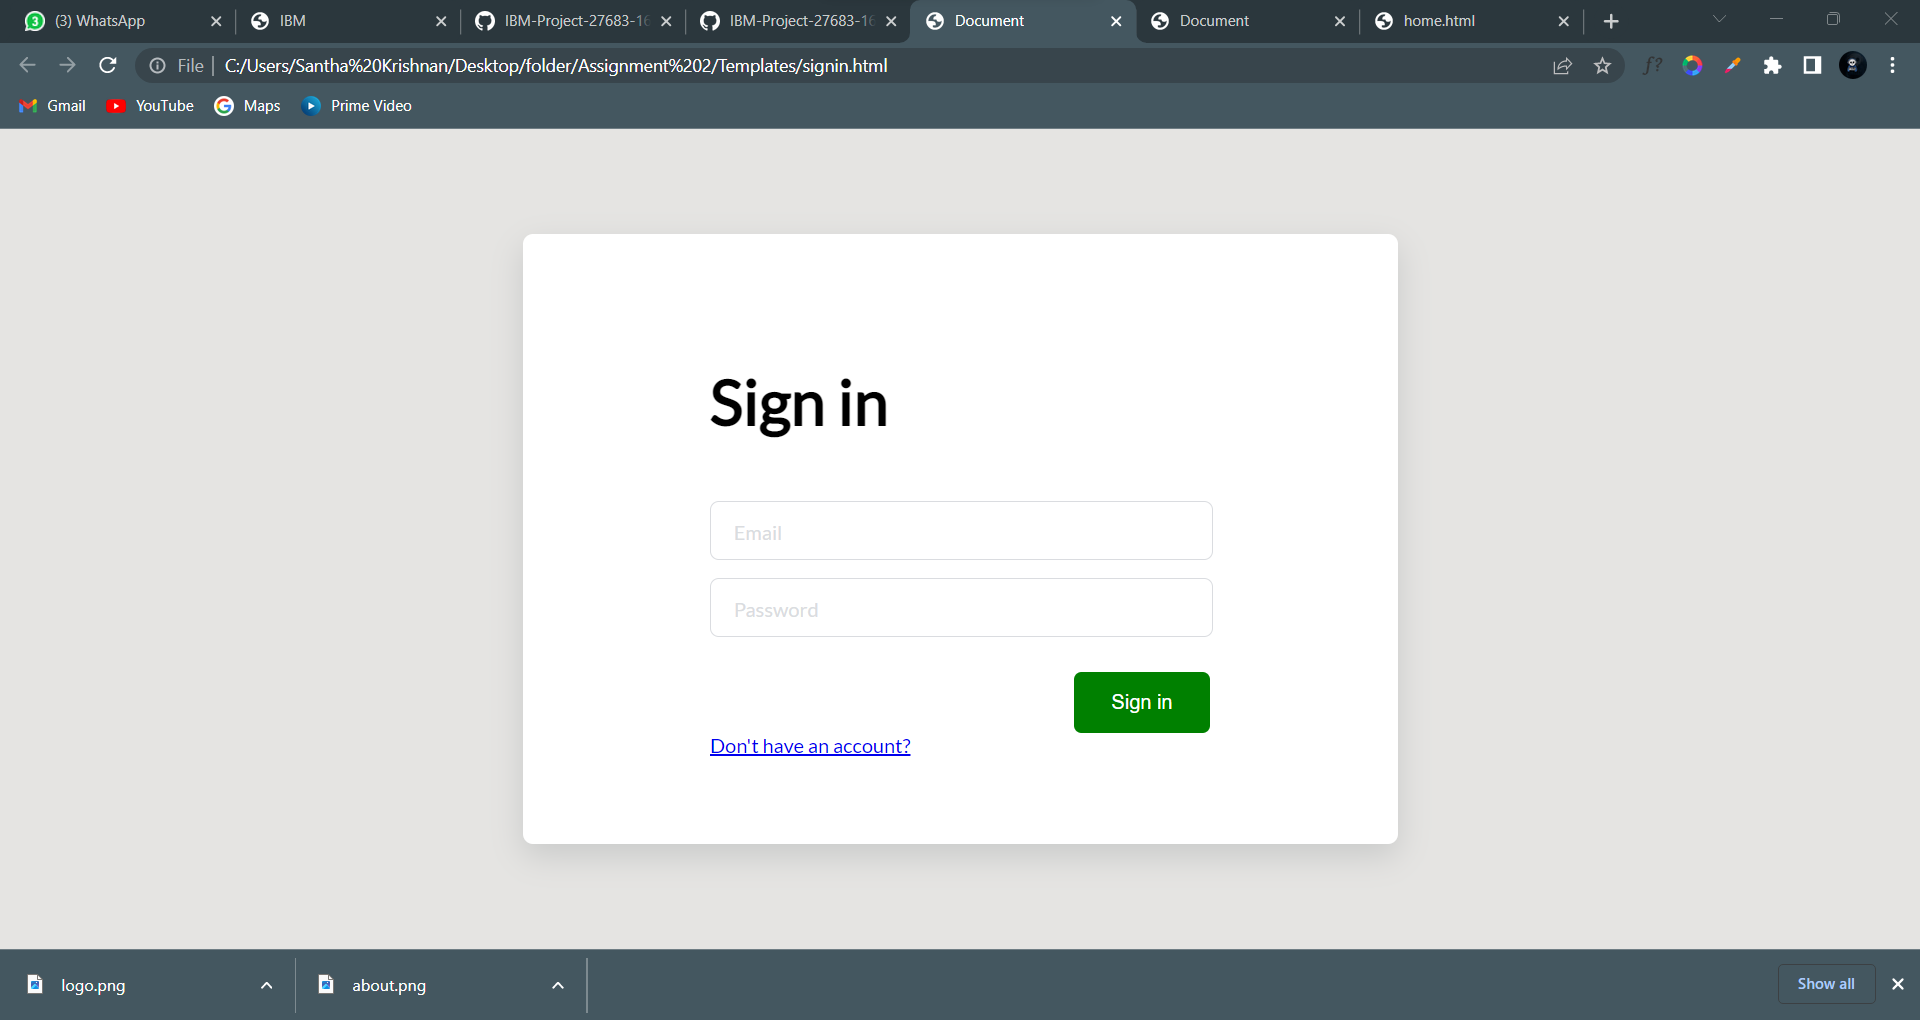 3 (3) WhatsApp
IBM
IBM-Project-27683-16
IBM-Project-27683-16
Document
Document
home.html
File C:/Users/Santha%20Krishnan/Desktop/folder/Assignment%202/Templates/signin.html
f?
Gmail
YouTube
Maps
Prime Video
Sign in
Email
Password
Sign in
Don't have an account?
logo.png
about.png
Show all